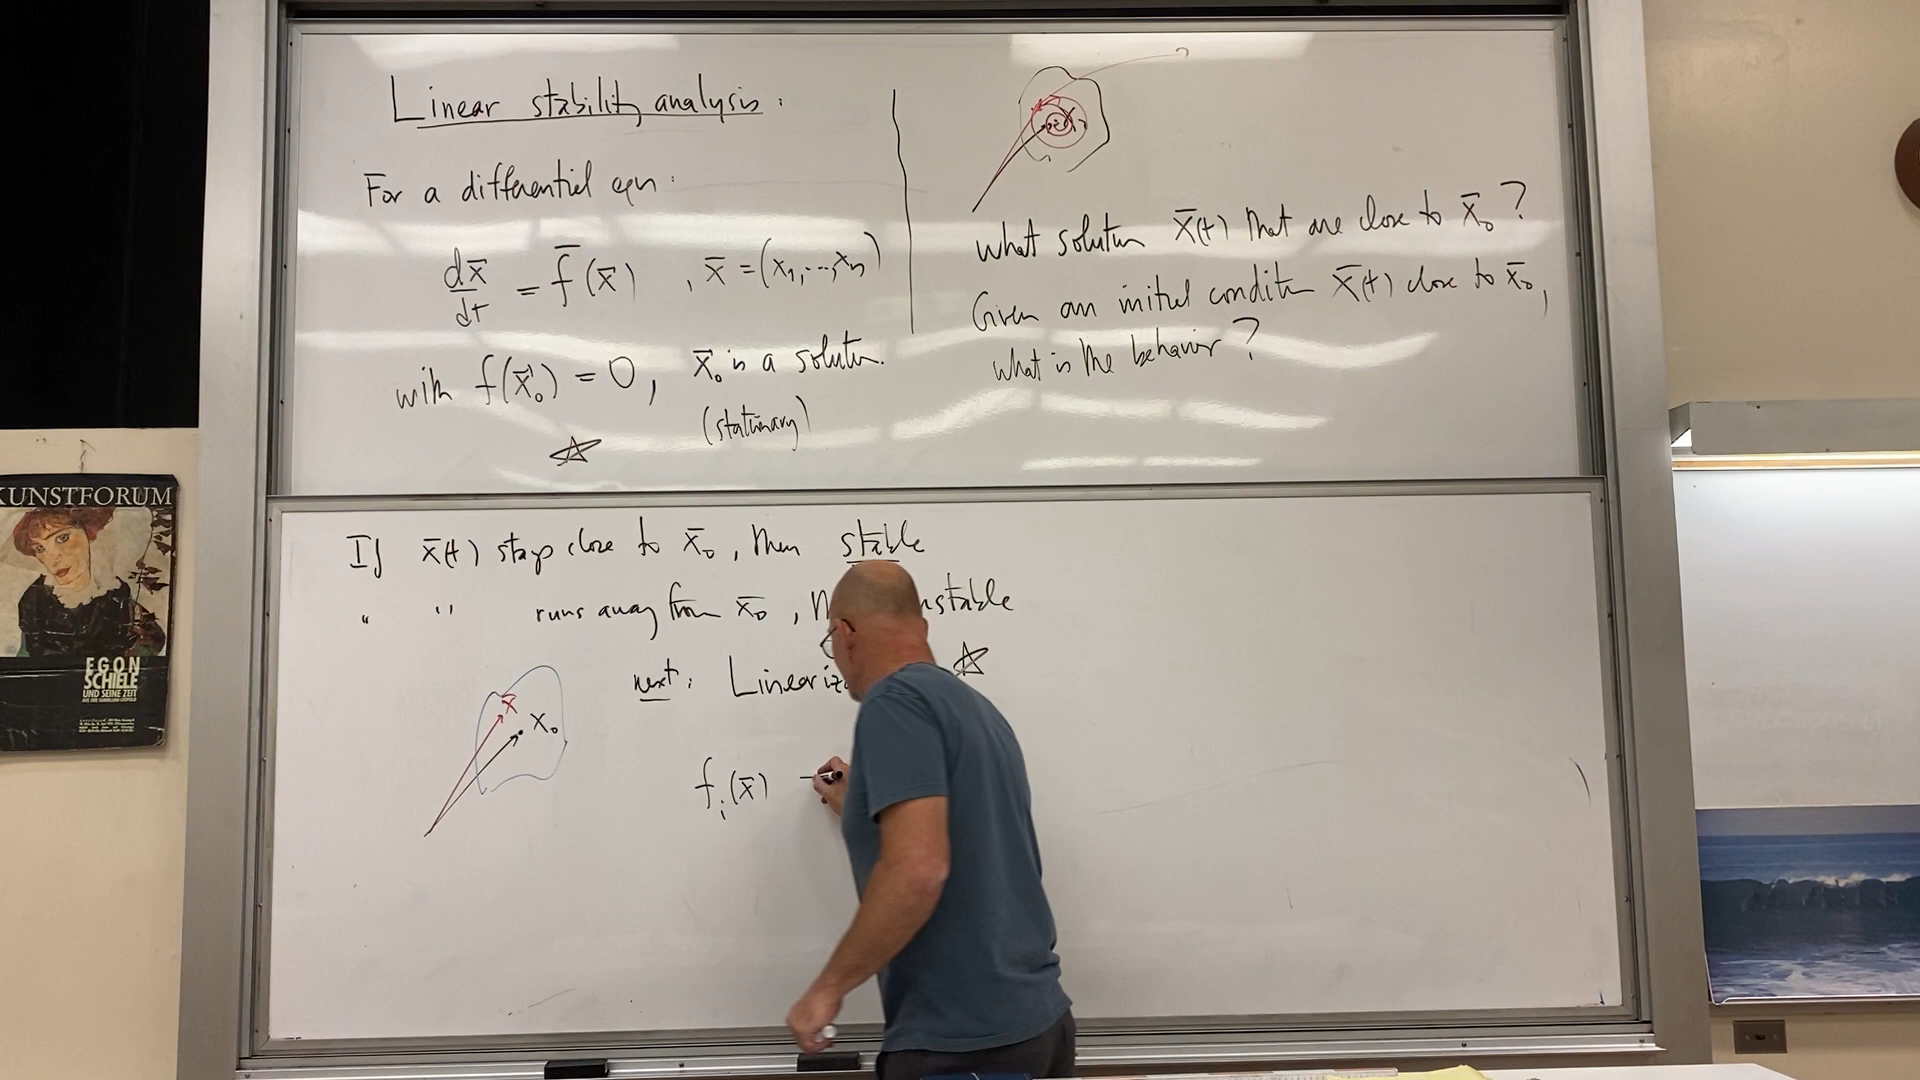 Linear stability analysis:
For a differential eqn:
dx̄/dt = f̄(x̄) , x̄ = (x₁,...,xₙ)
with f(x̄₀) = 0, x̄₀ is a solution.
(stationary)
☆
?
what solution x̄(t) that are close to x̄₀?
Given an initial condition x̄(t) close to x̄₀,
what is the behavior?
If x̄(t) stays close to x̄₀, then stable
" " runs away from x̄₀, nstable
next: Lineariz ☆
x̄
x₀
fᵢ(x̄)
KUNSTFORUM
EGON
SCHIELE
UND SEINE ZEIT